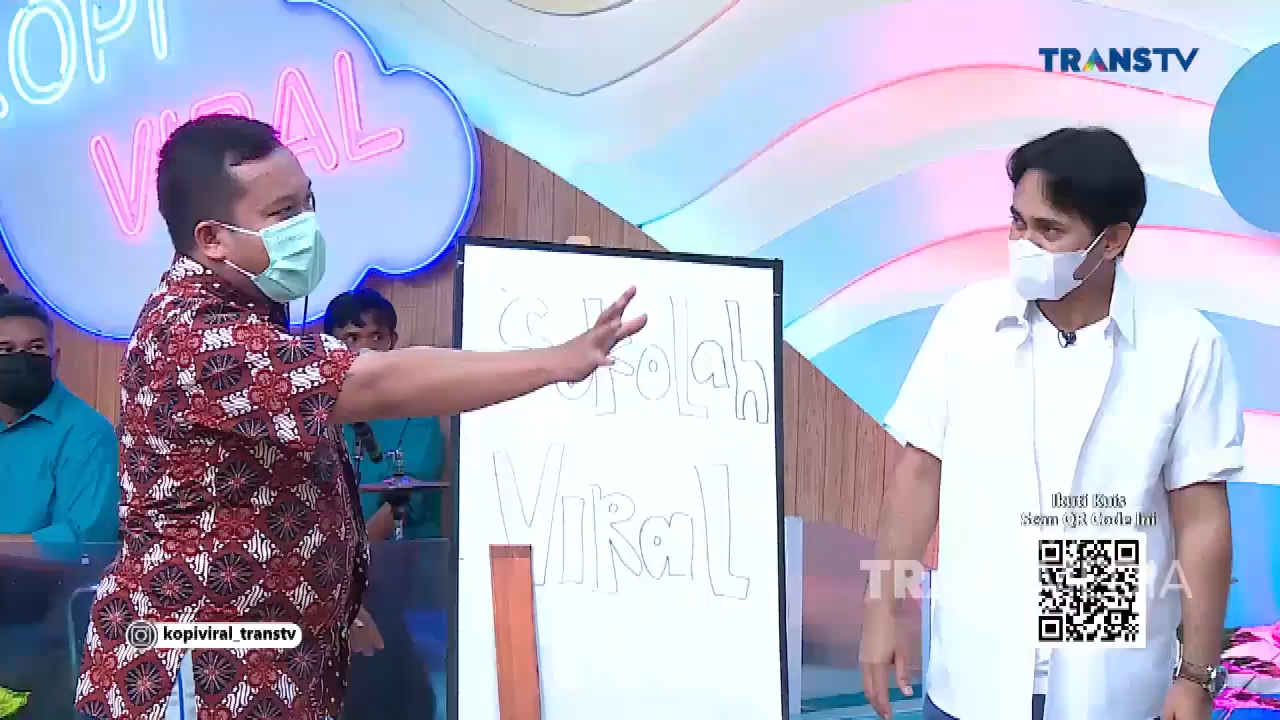 KOPI
VIRAL
TRANSTV
SEKOLAH
VIRAL
Ikuti Kuis
Scan QR Code Ini
kopiviral_transtv